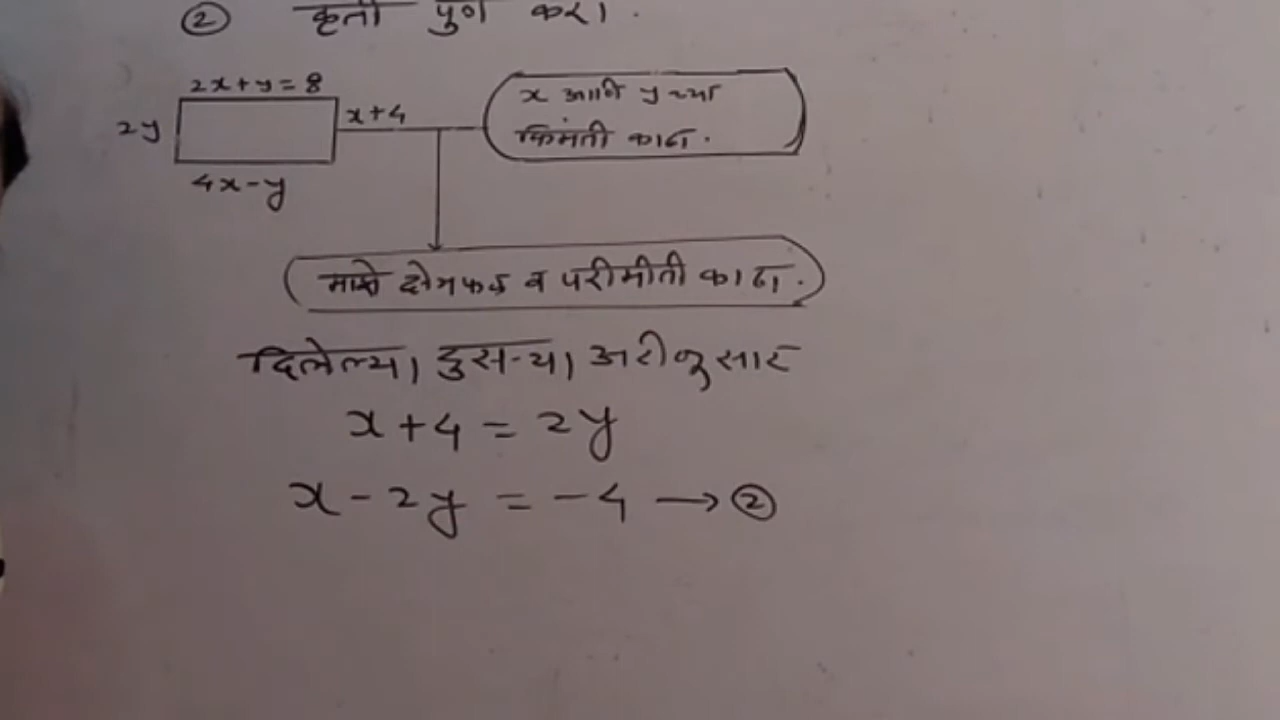 ② कृती पुर्ण करा.
2x+y=8
2y
x+4
x आणि y च्या
किंमती काढा.
4x-y
माझे क्षेत्रफळ व परीमीती काढा.
दिलेल्या दुसऱ्या अटीनुसार
x+4 = 2y
x - 2y = -4 → ②